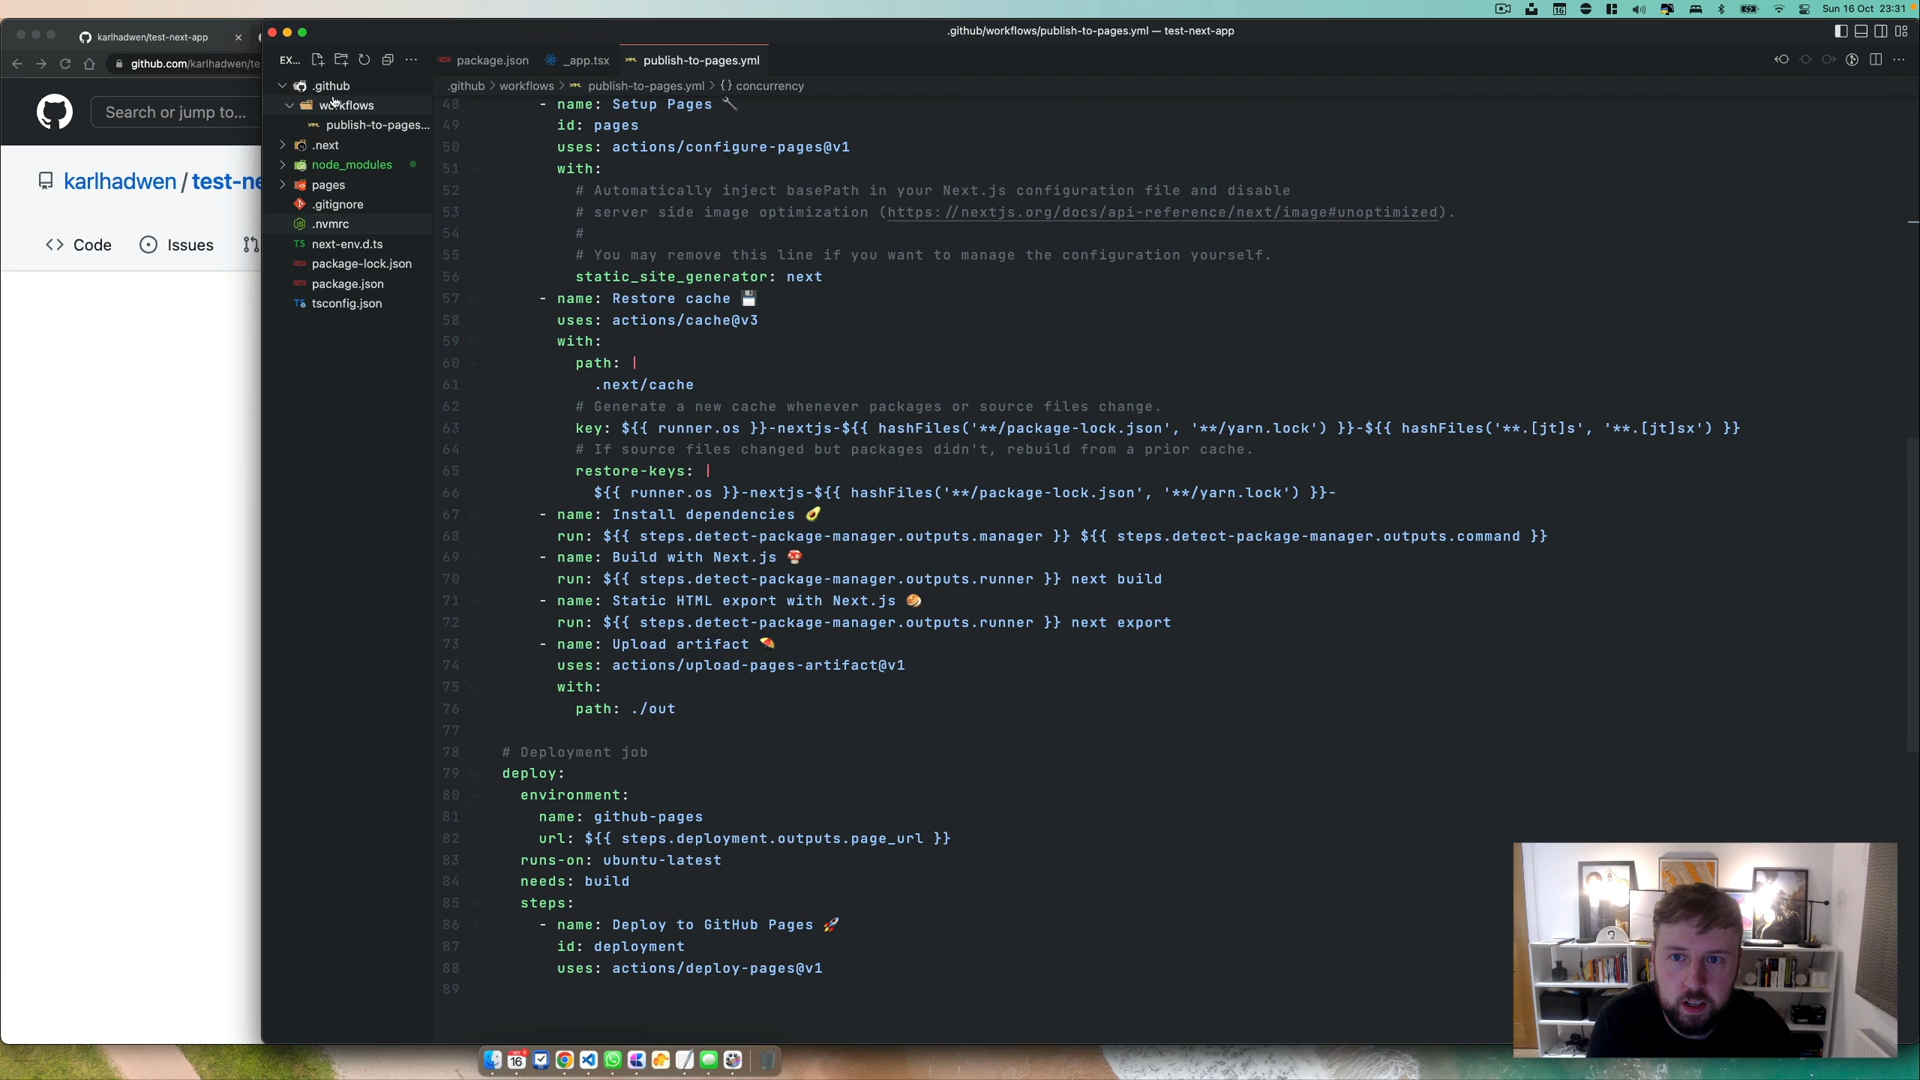 Sun 16 Oct 23:31
karlhadwen/test-next-app
github.com/karlhadwen/te
Search or jump to...
karlhadwen / test-ne
Code
Issues
.github/workflows/publish-to-pages.yml — test-next-app
EX...
package.json
_app.tsx
publish-to-pages.yml
.github > workflows > publish-to-pages.yml > {} concurrency
.github
workflows
publish-to-pages...
.next
node_modules
pages
.gitignore
.nvmrc
TS next-env.d.ts
package-lock.json
package.json
tsconfig.json
48 - name: Setup Pages 🔧
49 id: pages
50 uses: actions/configure-pages@v1
51 with:
52 # Automatically inject basePath in your Next.js configuration file and disable
53 # server side image optimization (https://nextjs.org/docs/api-reference/next/image#unoptimized).
54 #
55 # You may remove this line if you want to manage the configuration yourself.
56 static_site_generator: next
57 - name: Restore cache 💾
58 uses: actions/cache@v3
59 with:
60 path: |
61 .next/cache
62 # Generate a new cache whenever packages or source files change.
63 key: ${{ runner.os }}-nextjs-${{ hashFiles('**/package-lock.json', '**/yarn.lock') }}-${{ hashFiles('**.[jt]s', '**.[jt]sx') }}
64 # If source files changed but packages didn't, rebuild from a prior cache.
65 restore-keys: |
66 ${{ runner.os }}-nextjs-${{ hashFiles('**/package-lock.json', '**/yarn.lock') }}-
67 - name: Install dependencies 🥑
68 run: ${{ steps.detect-package-manager.outputs.manager }} ${{ steps.detect-package-manager.outputs.command }}
69 - name: Build with Next.js 🍄
70 run: ${{ steps.detect-package-manager.outputs.runner }} next build
71 - name: Static HTML export with Next.js 🥮
72 run: ${{ steps.detect-package-manager.outputs.runner }} next export
73 - name: Upload artifact ⛱
74 uses: actions/upload-pages-artifact@v1
75 with:
76 path: ./out
77
78 # Deployment job
79 deploy:
80 environment:
81 name: github-pages
82 url: ${{ steps.deployment.outputs.page_url }}
83 runs-on: ubuntu-latest
84 needs: build
85 steps:
86 - name: Deploy to GitHub Pages 🚀
87 id: deployment
88 uses: actions/deploy-pages@v1
89
16